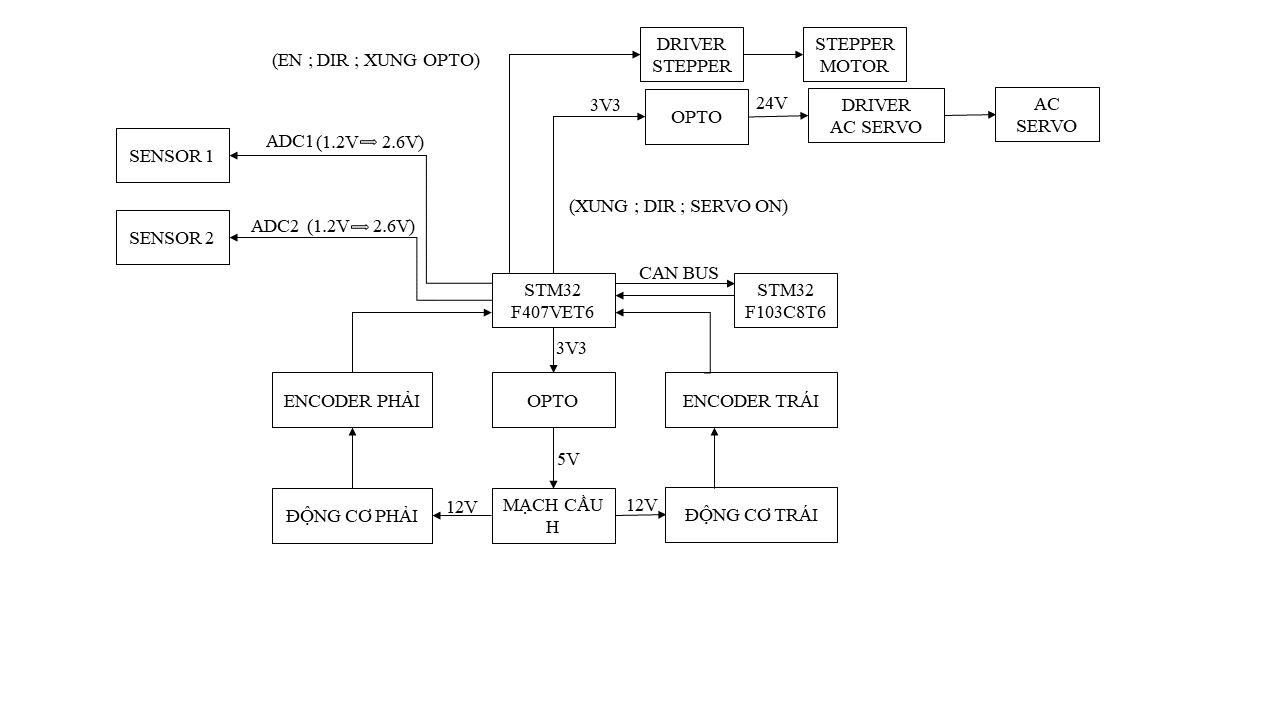 DRIVER
STEPPER
STEPPER
MOTOR
(EN ; DIR ; XUNG OPTO)
3V3
OPTO
24V
DRIVER
AC SERVO
AC
SERVO
SENSOR 1
ADC1 (1.2V⟹ 2.6V)
(XUNG ; DIR ; SERVO ON)
SENSOR 2
ADC2 (1.2V⟹ 2.6V)
CAN BUS
STM32
F407VET6
STM32
F103C8T6
3V3
ENCODER PHẢI
OPTO
ENCODER TRÁI
5V
ĐỘNG CƠ PHẢI
12V
MẠCH CẦU
H
12V
ĐỘNG CƠ TRÁI